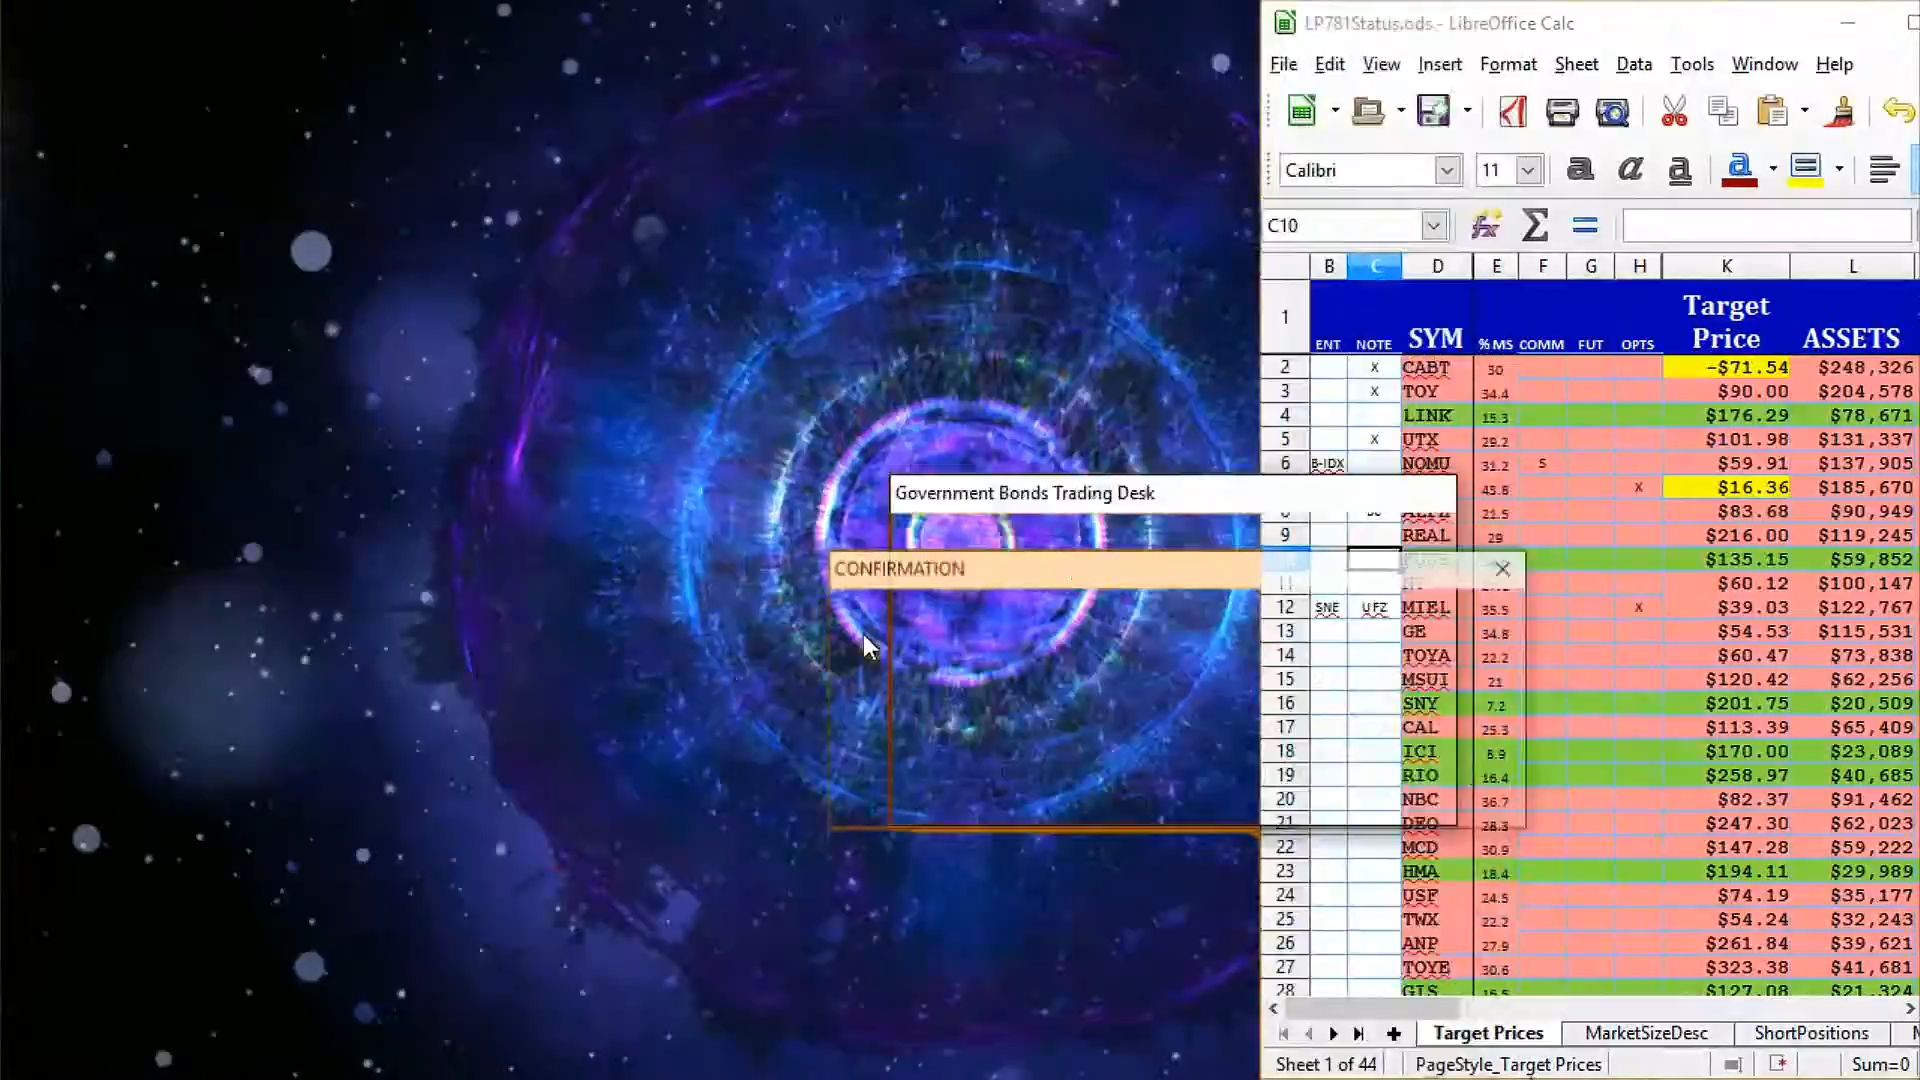 LP781Status.ods - LibreOffice Calc
File Edit View Insert Format Sheet Data Tools Window Help
Calibri 11 a a a a
C10
B C D E F G H K L
1 ENT NOTE SYM %MS COMM FUT OPTS Target Price ASSETS
2 X CABT 30 -$71.54 $248,326
3 X TOY 34.4 $90.00 $204,578
4 LINK 15.3 $176.29 $78,671
5 X UTX 29.2 $101.98 $131,337
6 B-IDX NOMU 31.2 S $59.91 $137,905
Government Bonds Trading Desk
45.8 X $16.36 $185,670
21.5 $83.68 $90,949
9 REAL 29 $216.00 $119,245
CONFIRMATION
$135.15 $59,852
11 $60.12 $100,147
12 SNE UFZ MIEL 35.5 X $39.03 $122,767
13 GE 34.8 $54.53 $115,531
14 TOYA 22.2 $60.47 $73,838
15 MSUI 21 $120.42 $62,256
16 SNY 7.2 $201.75 $20,509
17 CAL 25.3 $113.39 $65,409
18 ICI 8.9 $170.00 $23,089
19 RIO 16.4 $258.97 $40,685
20 NBC 36.7 $82.37 $91,462
21 DEO 28.3 $247.30 $62,023
22 MCD 30.9 $147.28 $59,222
23 HMA 18.4 $194.11 $29,989
24 USF 24.5 $74.19 $35,177
25 TWX 22.2 $54.24 $32,243
26 ANP 27.9 $261.84 $39,621
27 TOYE 30.6 $323.38 $41,681
28 GIS 16.5 $127.08 $21,324
Target Prices MarketSizeDesc ShortPositions
Sheet 1 of 44 PageStyle_Target Prices Sum=0